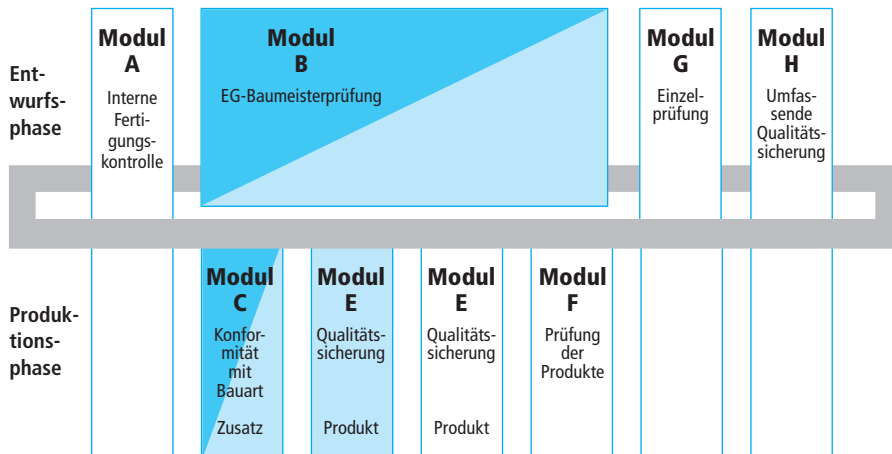 Ent-
wurfs-
phase
Modul
A
Interne
Ferti-
gungs-
kontrolle
Modul
B
EG-Baumeisterprüfung
Modul
G
Einzel-
prüfung
Modul
H
Umfas-
sende
Qualitäts-
sicherung
Produk-
tions-
phase
Modul
C
Konfor-
mität
mit
Bauart
Zusatz
Modul
E
Qualitäts-
sicherung
Produkt
Modul
E
Qualitäts-
sicherung
Produkt
Modul
F
Prüfung
der
Produkte